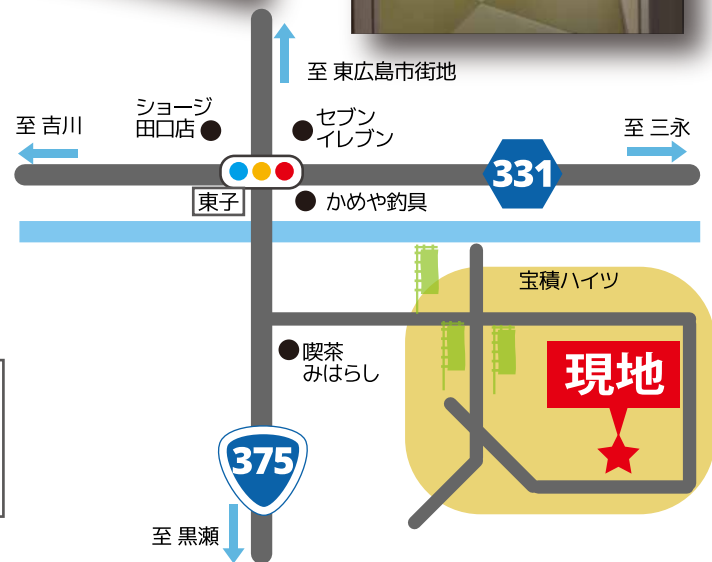 至 東広島市街地
ショージ
田口店
セブン
イレブン
至 吉川
至 三永
331
東子
かめや釣具
宝積ハイツ
喫茶
みはらし
現地
375
至 黒瀬